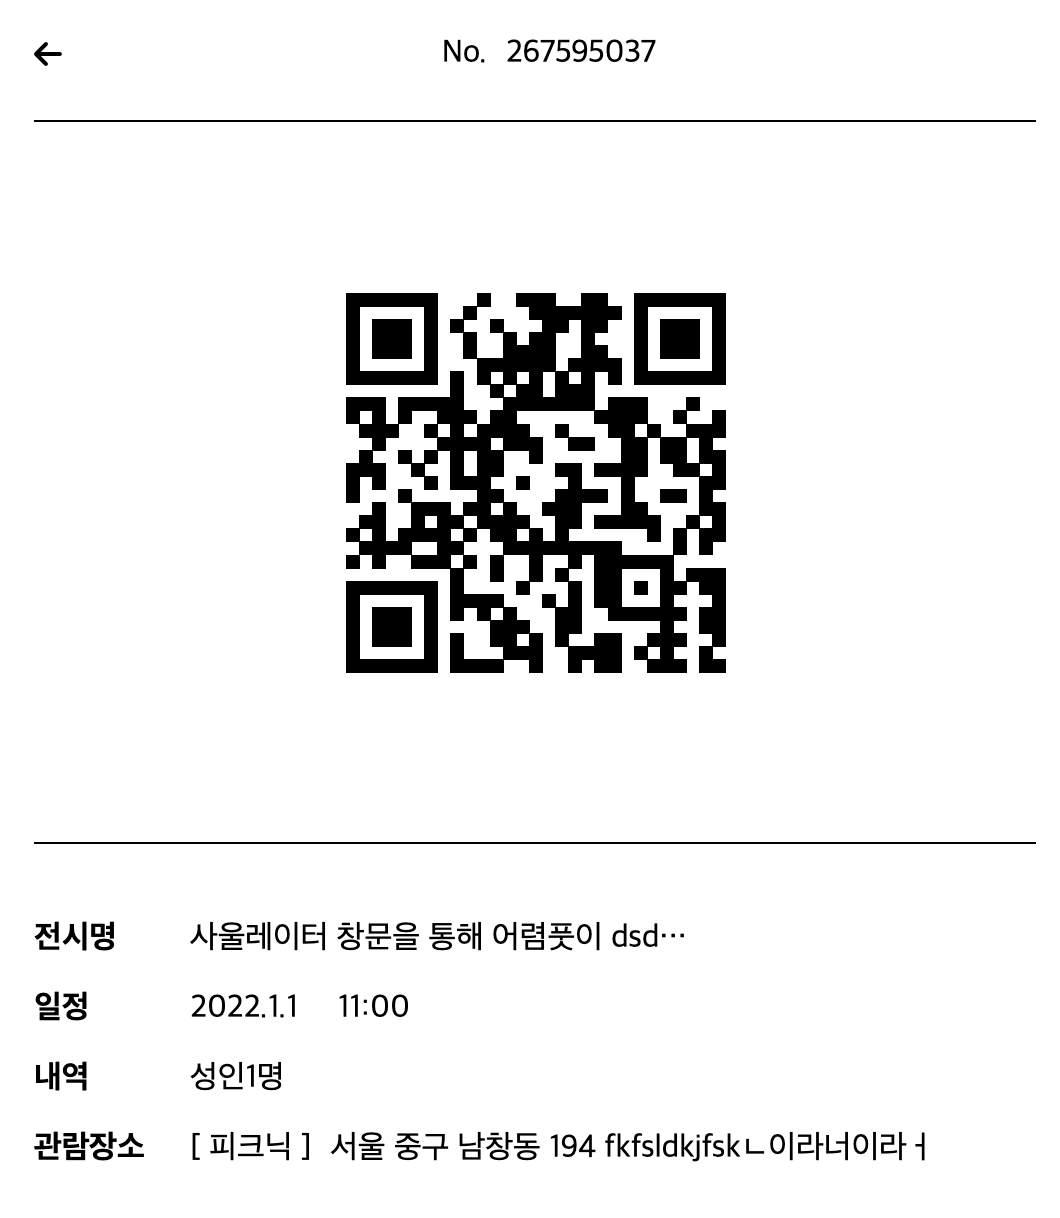 No. 267595037
전시명 사울레이터 창문을 통해 어렴풋이 dsd…
일정 2022.1.1 11:00
내역 성인1명
관람장소 [ 피크닉 ] 서울 중구 남창동 194 fkfsldkjfskㄴ이라너이라ㅓ